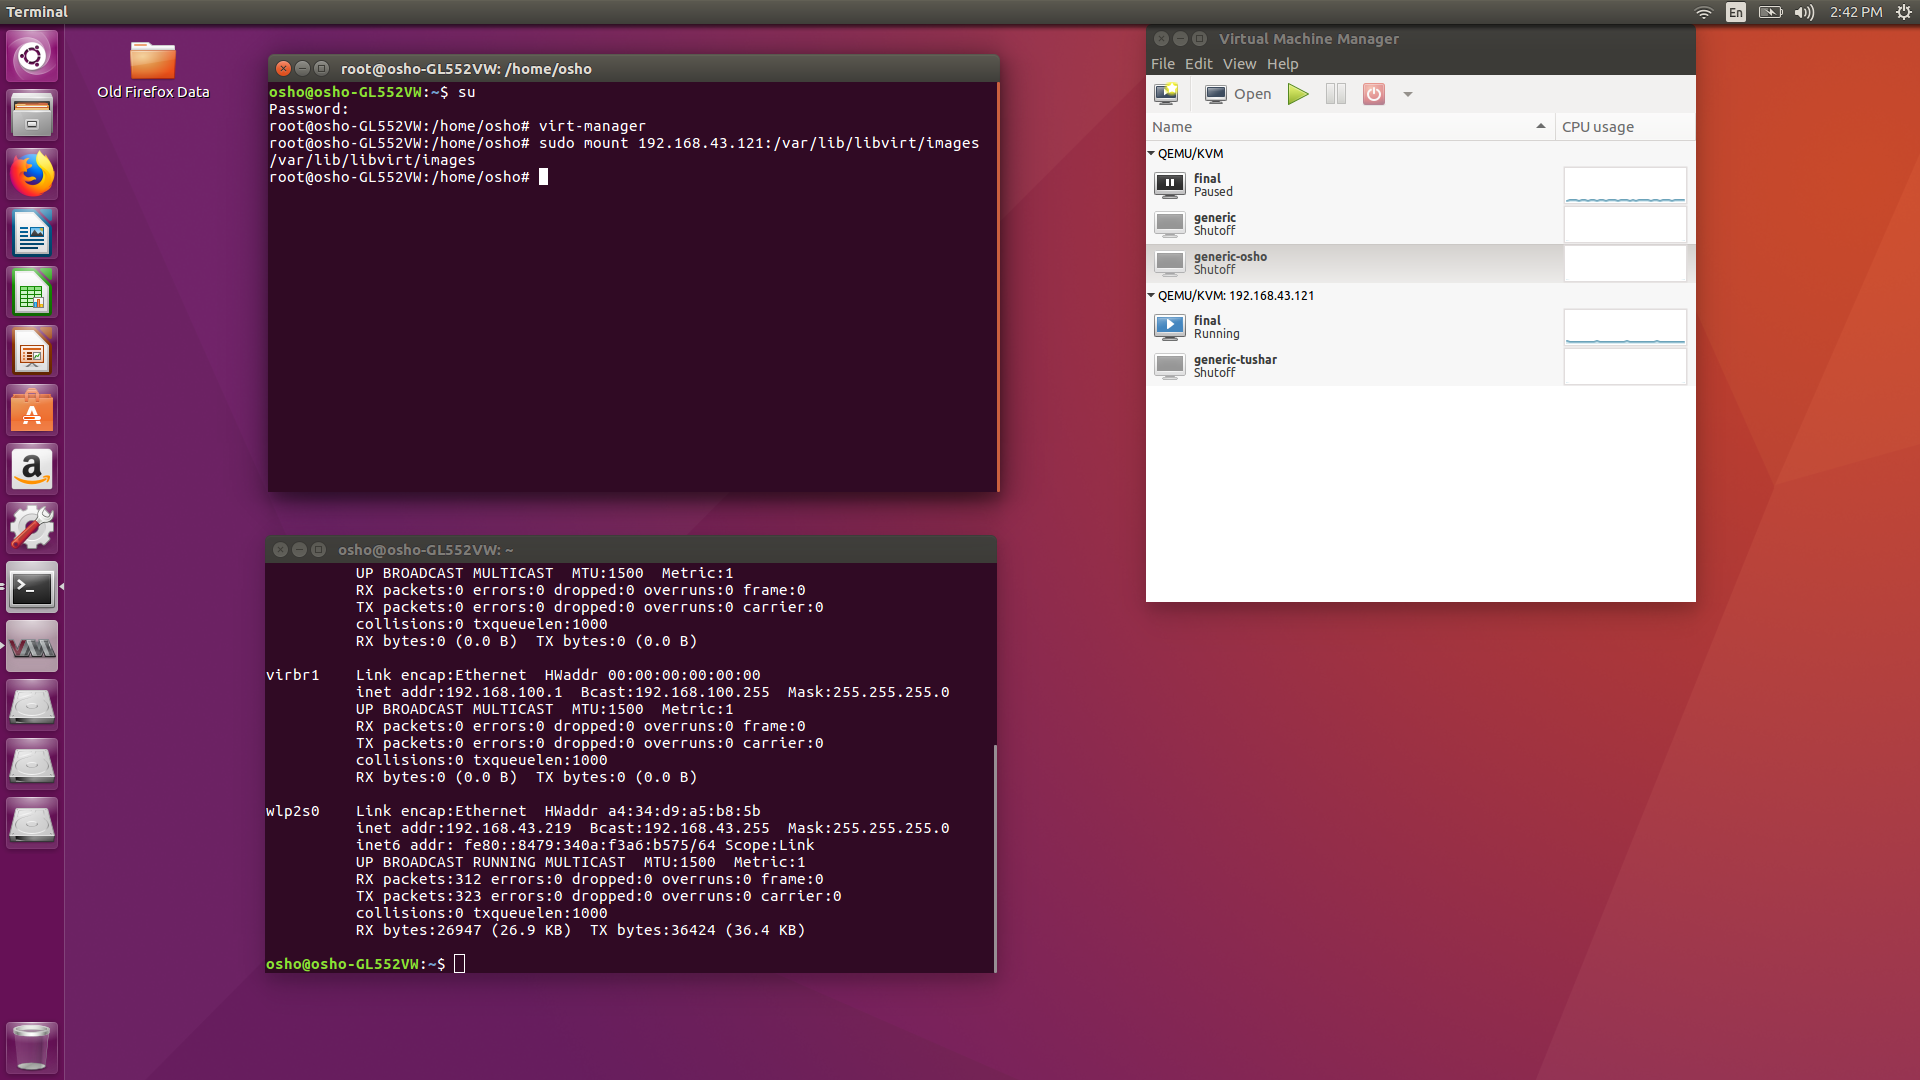 Terminal
En
2:42 PM
Old Firefox Data
root@osho-GL552VW: /home/osho
osho@osho-GL552VW:~$ su
Password:
root@osho-GL552VW:/home/osho# virt-manager
root@osho-GL552VW:/home/osho# sudo mount 192.168.43.121:/var/lib/libvirt/images
/var/lib/libvirt/images
root@osho-GL552VW:/home/osho#
osho@osho-GL552VW: ~
UP BROADCAST MULTICAST  MTU:1500  Metric:1
RX packets:0 errors:0 dropped:0 overruns:0 frame:0
TX packets:0 errors:0 dropped:0 overruns:0 carrier:0
collisions:0 txqueuelen:1000
RX bytes:0 (0.0 B)  TX bytes:0 (0.0 B)
virbr1    Link encap:Ethernet  HWaddr 00:00:00:00:00:00
inet addr:192.168.100.1  Bcast:192.168.100.255  Mask:255.255.255.0
UP BROADCAST MULTICAST  MTU:1500  Metric:1
RX packets:0 errors:0 dropped:0 overruns:0 frame:0
TX packets:0 errors:0 dropped:0 overruns:0 carrier:0
collisions:0 txqueuelen:1000
RX bytes:0 (0.0 B)  TX bytes:0 (0.0 B)
wlp2s0    Link encap:Ethernet  HWaddr a4:34:d9:a5:b8:5b
inet addr:192.168.43.219  Bcast:192.168.43.255  Mask:255.255.255.0
inet6 addr: fe80::8479:340a:f3a6:b575/64 Scope:Link
UP BROADCAST RUNNING MULTICAST  MTU:1500  Metric:1
RX packets:312 errors:0 dropped:0 overruns:0 frame:0
TX packets:323 errors:0 dropped:0 overruns:0 carrier:0
collisions:0 txqueuelen:1000
RX bytes:26947 (26.9 KB)  TX bytes:36424 (36.4 KB)
osho@osho-GL552VW:~$
Virtual Machine Manager
File Edit View Help
Open
Name CPU usage
QEMU/KVM
final
Paused
generic
Shutoff
generic-osho
Shutoff
QEMU/KVM: 192.168.43.121
final
Running
generic-tushar
Shutoff